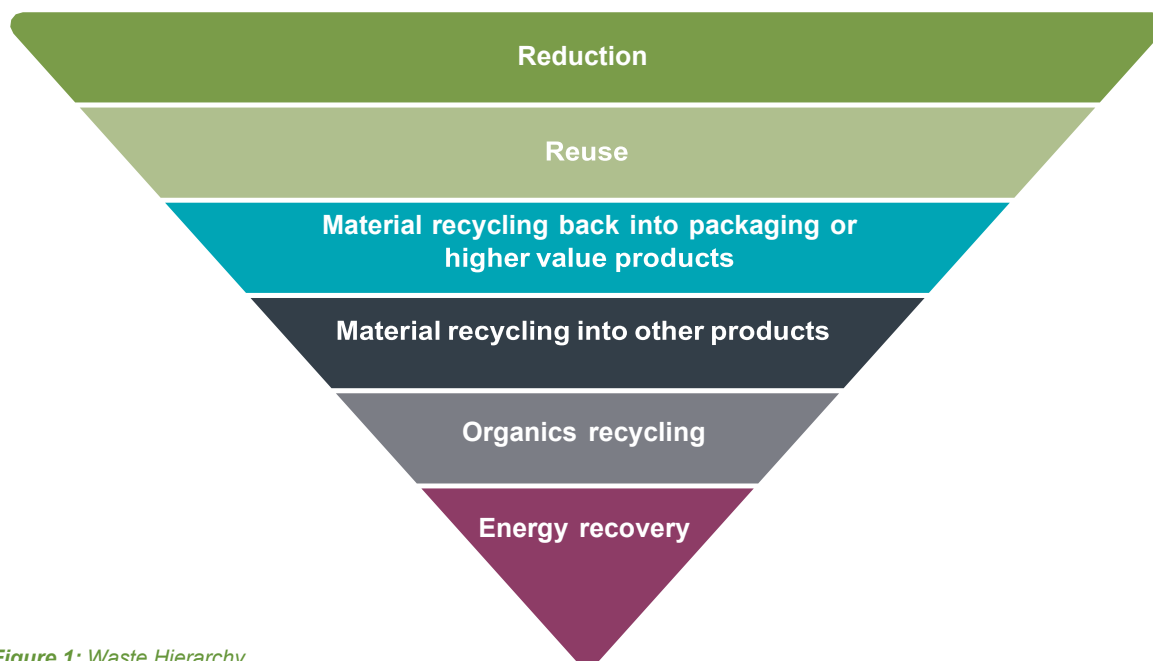 Reduction
Reuse
Material recycling back into packaging or
higher value products
Material recycling into other products
Organics recycling
Energy recovery
Figure 1: Waste Hierarchy